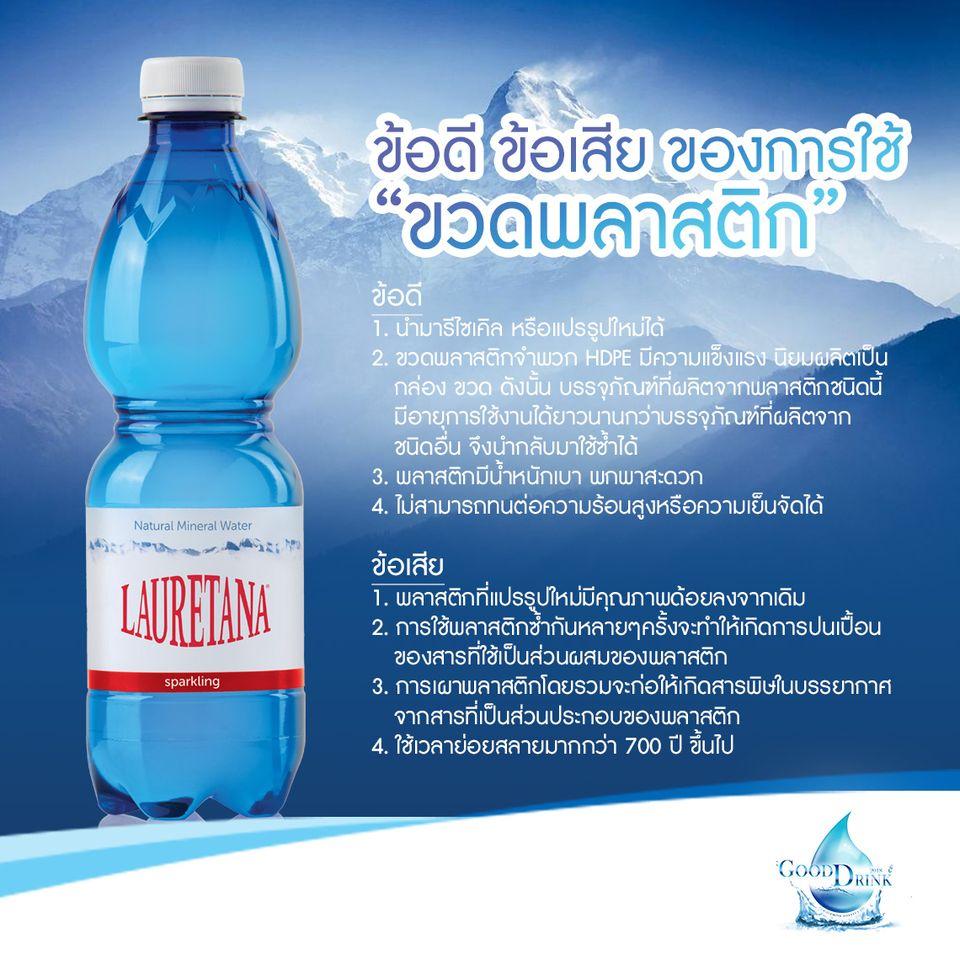 ข้อดี ข้อเสีย ของการใช้
“ขวดพลาสติก”
ข้อดี
1. นำมารีไซเคิล หรือแปรรูปใหม่ได้
2. ขวดพลาสติกจำพวก HDPE มีความแข็งแรง นิยมผลิตเป็น
กล่อง ขวด ดังนั้น บรรจุภัณฑ์ที่ผลิตจากพลาสติกชนิดนี้
มีอายุการใช้งานได้ยาวนานกว่าบรรจุภัณฑ์ที่ผลิตจาก
ชนิดอื่น จึงนำกลับมาใช้ซ้ำได้
3. พลาสติกมีน้ำหนักเบา พกพาสะดวก
4. ไม่สามารถทนต่อความร้อนสูงหรือความเย็นจัดได้
ข้อเสีย
1. พลาสติกที่แปรรูปใหม่มีคุณภาพด้อยลงจากเดิม
2. การใช้พลาสติกซ้ำกันหลายๆครั้งจะทำให้เกิดการปนเปื้อน
ของสารที่ใช้เป็นส่วนผสมของพลาสติก
3. การเผาพลาสติกโดยรวมจะก่อให้เกิดสารพิษในบรรยากาศ
จากสารที่เป็นส่วนประกอบของพลาสติก
4. ใช้เวลาย่อยสลายมากกว่า 700 ปี ขึ้นไป
Natural Mineral Water
LAURETANA
sparkling
GOOD DRINK